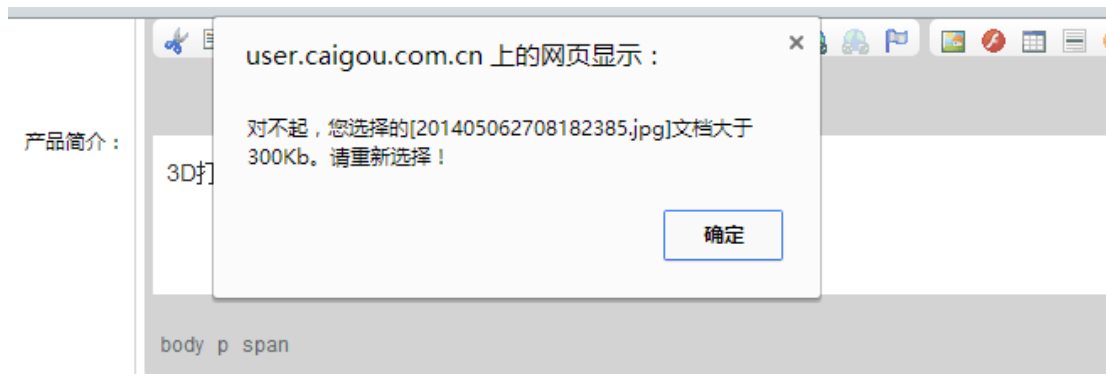 user.caigou.com.cn 上的网页显示：
对不起，您选择的[201405062708182385.jpg]文档大于
300Kb。请重新选择！
产品简介：
3D打
确定
body p span